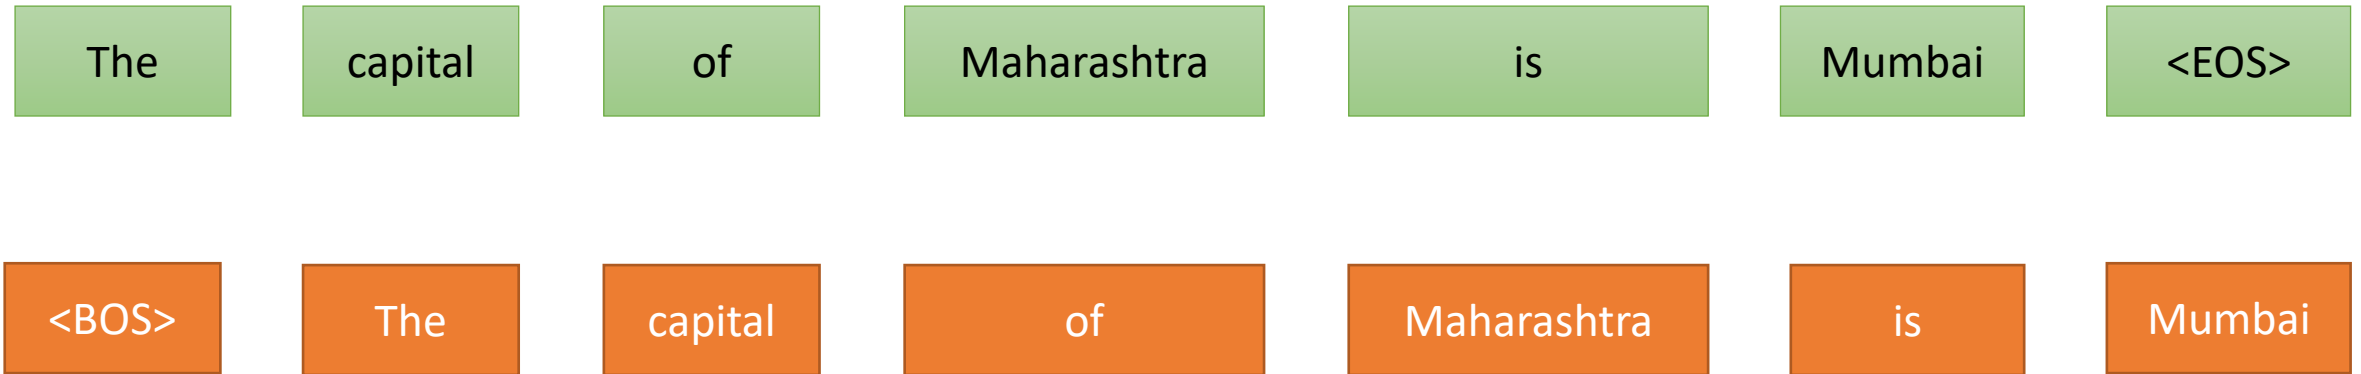 The capital of Maharashtra is Mumbai <EOS>
<BOS> The capital of Maharashtra is Mumbai